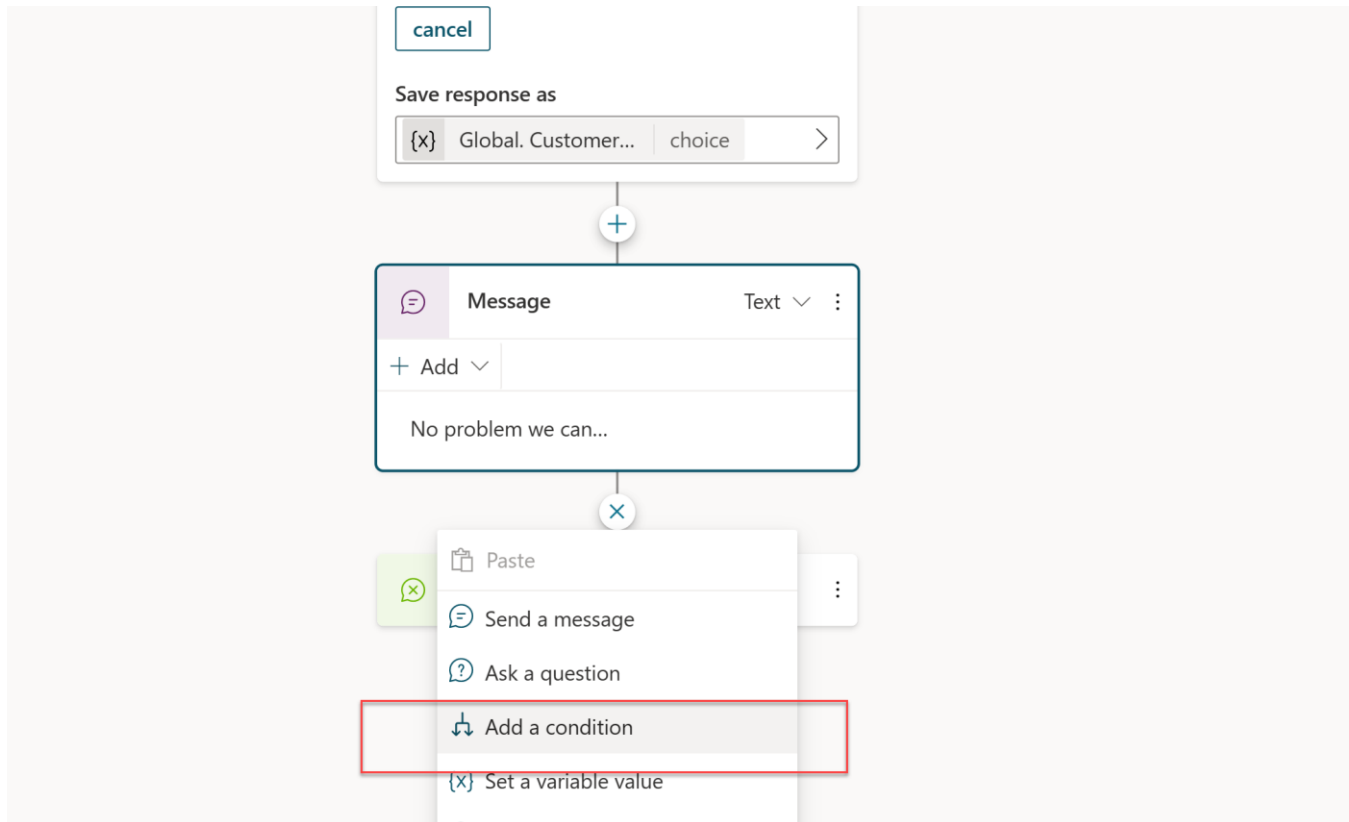 cancel
Save response as
{x} Global. Customer... choice
Message Text
+ Add
No problem we can...
Paste
Send a message
Ask a question
Add a condition
{x} Set a variable value